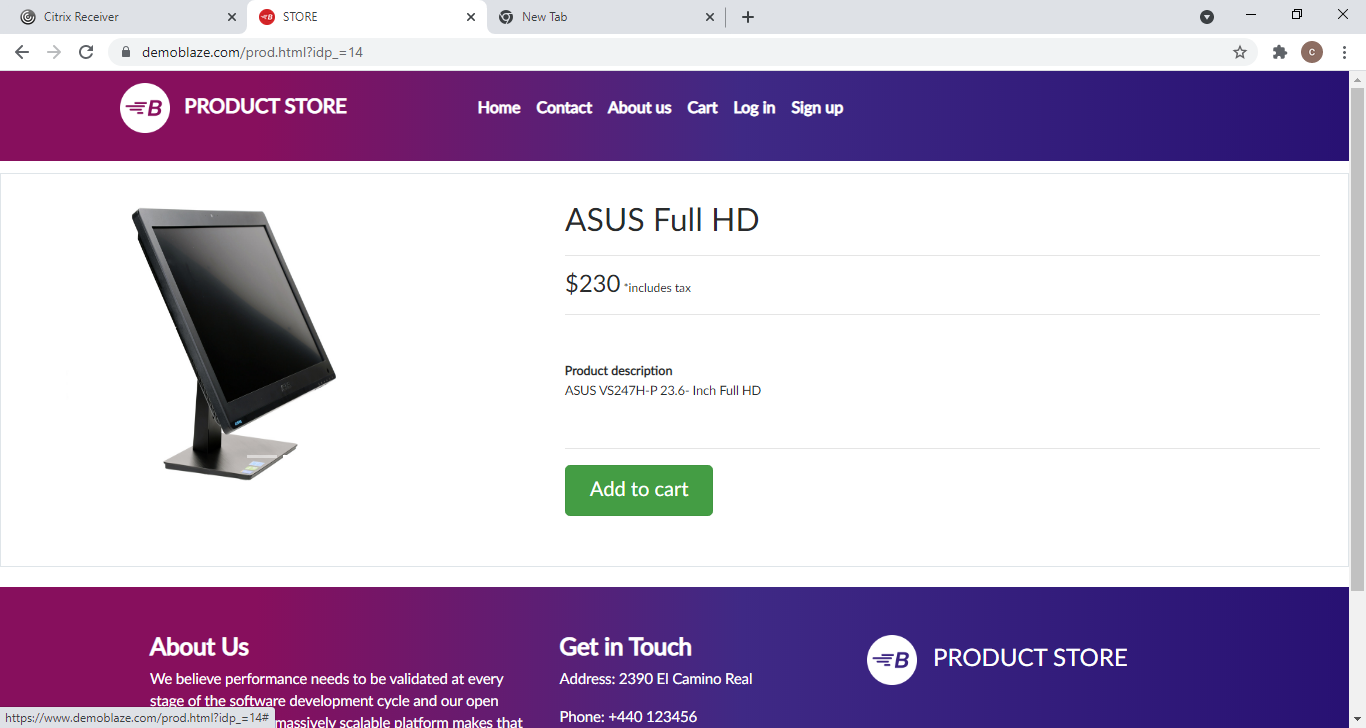 Citrix Receiver
STORE
New Tab
demoblaze.com/prod.html?idp_=14
C
B PRODUCT STORE
Home Contact About us Cart Log in Sign up
ASUS Full HD
$230 *includes tax
Product description
ASUS VS247H-P 23.6- Inch Full HD
Add to cart
About Us
We believe performance needs to be validated at every
stage of the software development cycle and our open
massively scalable platform makes that
Get in Touch
Address: 2390 El Camino Real
Phone: +440 123456
B PRODUCT STORE
https://www.demoblaze.com/prod.html?idp_=14#